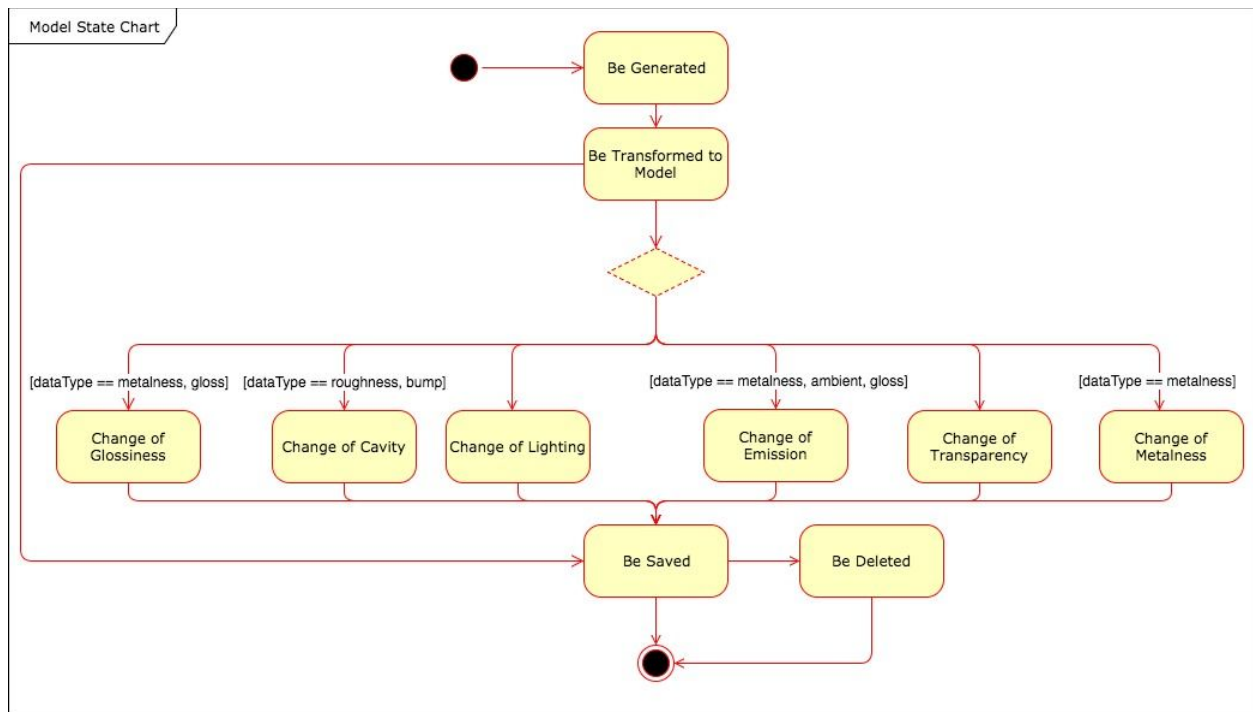 Model State Chart
Be Generated
Be Transformed to
Model
[dataType == metalness, gloss]
[dataType == roughness, bump]
[dataType == metalness, ambient, gloss]
[dataType == metalness]
Change of
Glossiness
Change of Cavity
Change of Lighting
Change of
Emission
Change of
Transparency
Change of
Metalness
Be Saved
Be Deleted